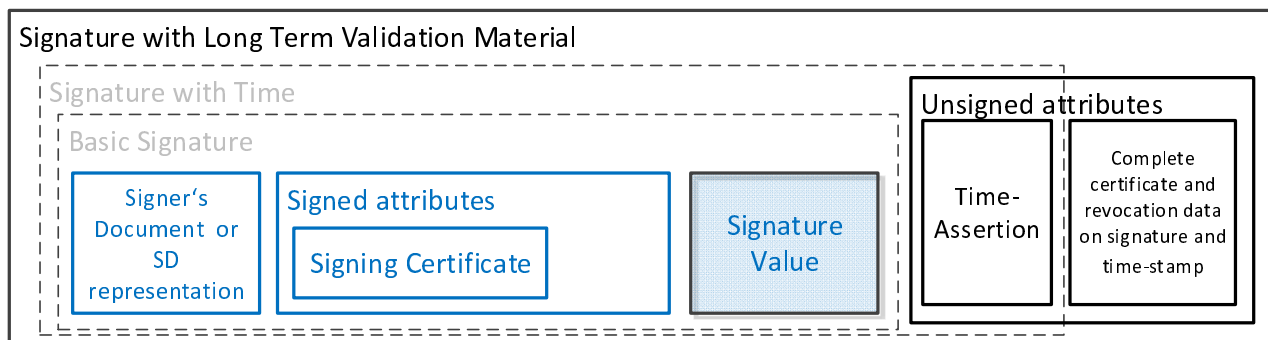 Signature with Long Term Validation Material
Signature with Time
Basic Signature
Signer‘s
Document or
SD
representation
Signed attributes
Signing Certificate
Signature
Value
Unsigned attributes
Time-
Assertion
Complete
certificate and
revocation data
on signature and
time-stamp